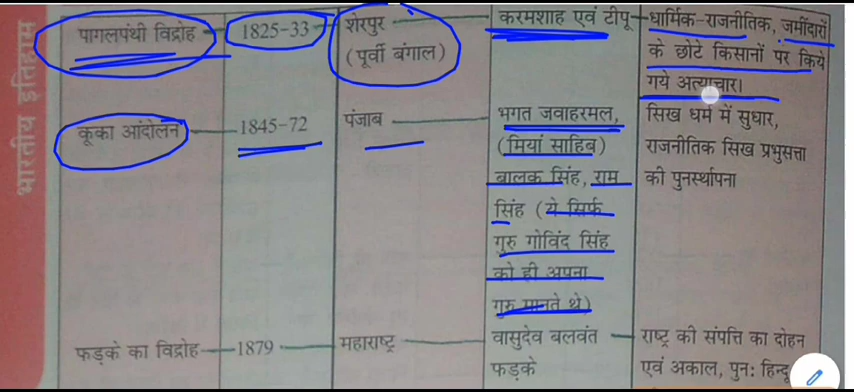 भारतीय इतिहास
पागलपंथी विद्रोह 1825-33 शेरपुर करमशाह एवं टीपू धार्मिक-राजनीतिक, जमींदारों
(पूर्वी बंगाल) के छोटे किसानों पर किये
गये अत्याचार।
कूका आंदोलन 1845-72 पंजाब भगत जवाहरमल, सिख धर्म में सुधार,
(मियां साहिब) राजनीतिक सिख प्रभुसत्ता
बालक सिंह, राम की पुनर्स्थापना
सिंह (ये सिर्फ
गुरु गोविंद सिंह
को ही अपना
गुरु मानते थे)
फड़के का विद्रोह 1879 महाराष्ट्र वासुदेव बलवंत राष्ट्र की संपत्ति का दोहन
फड़के एवं अकाल, पुन: हिन्दू